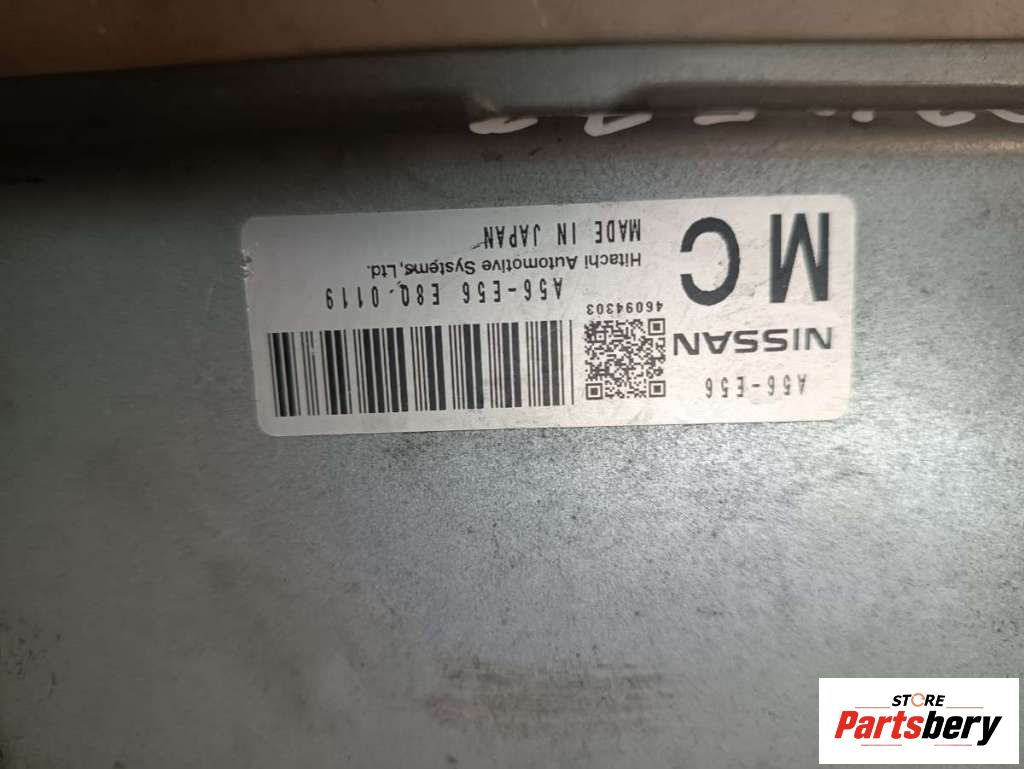 A56-E56
NISSAN
MC
46094303
A56-E56 E8Q.0119
Hitachi Automotive Systems,Ltd.
MADE IN JAPAN
STORE
Partsbery